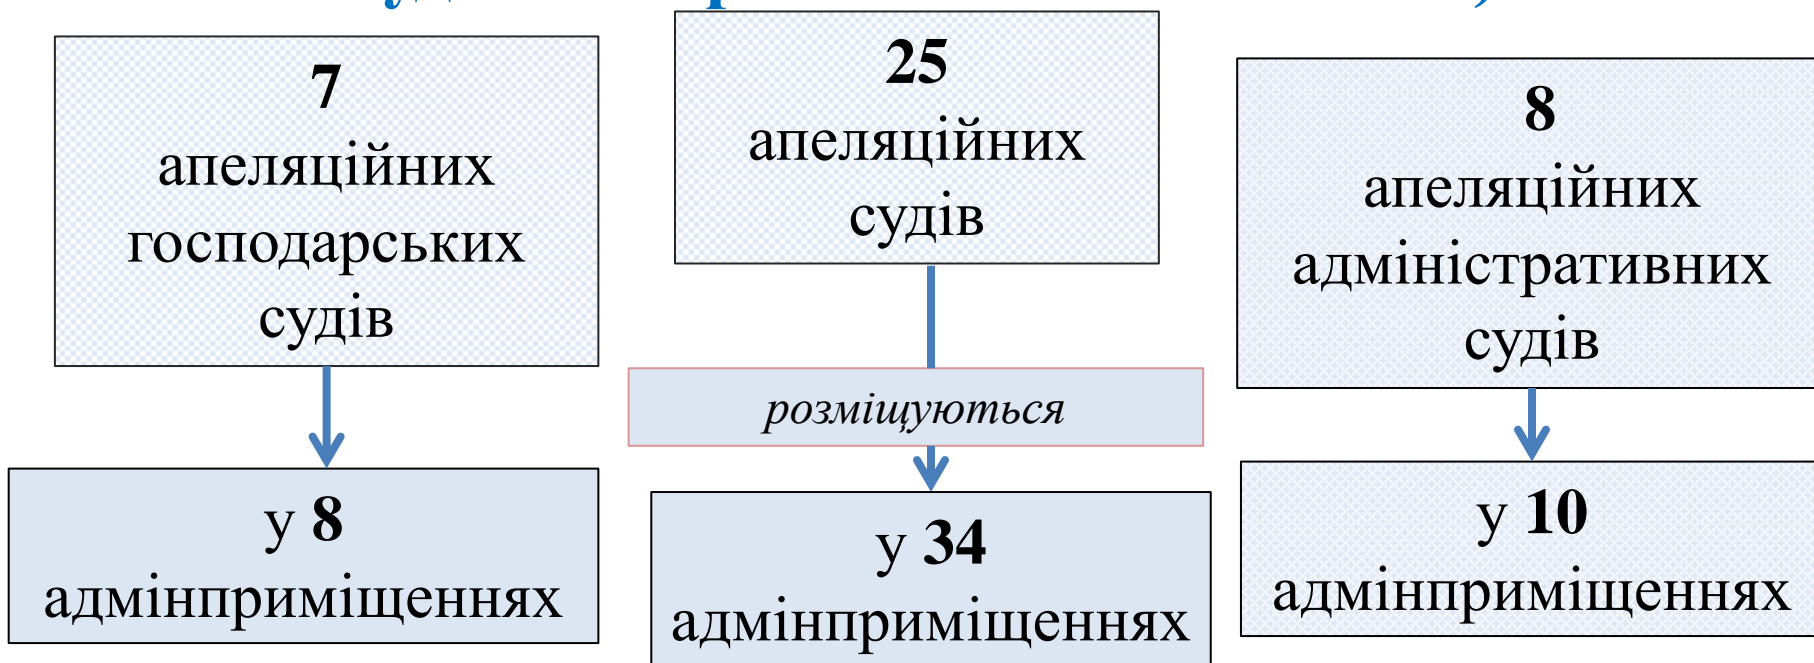 7
апеляційних
господарських
судів
25
апеляційних
судів
8
апеляційних
адміністративних
судів
розміщуються
у 8
адмінприміщеннях
у 34
адмінприміщеннях
у 10
адмінприміщеннях